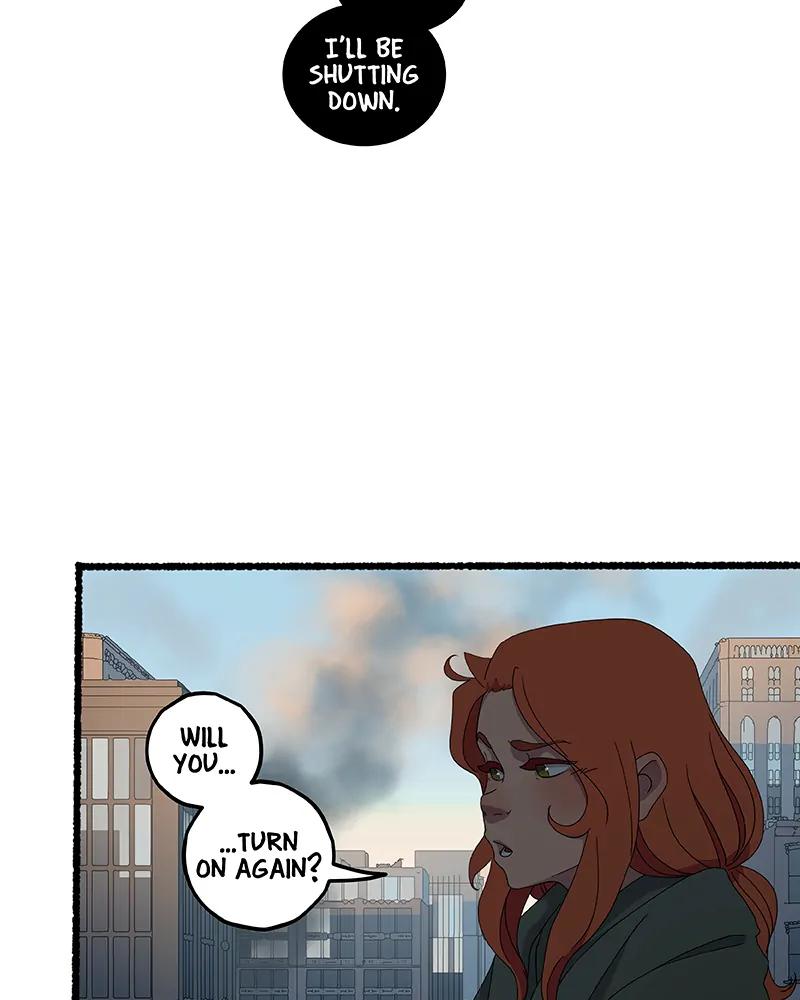 I'LL BE
SHUTTING
DOWN.
WILL
YOU...
...TURN
ON AGAIN?